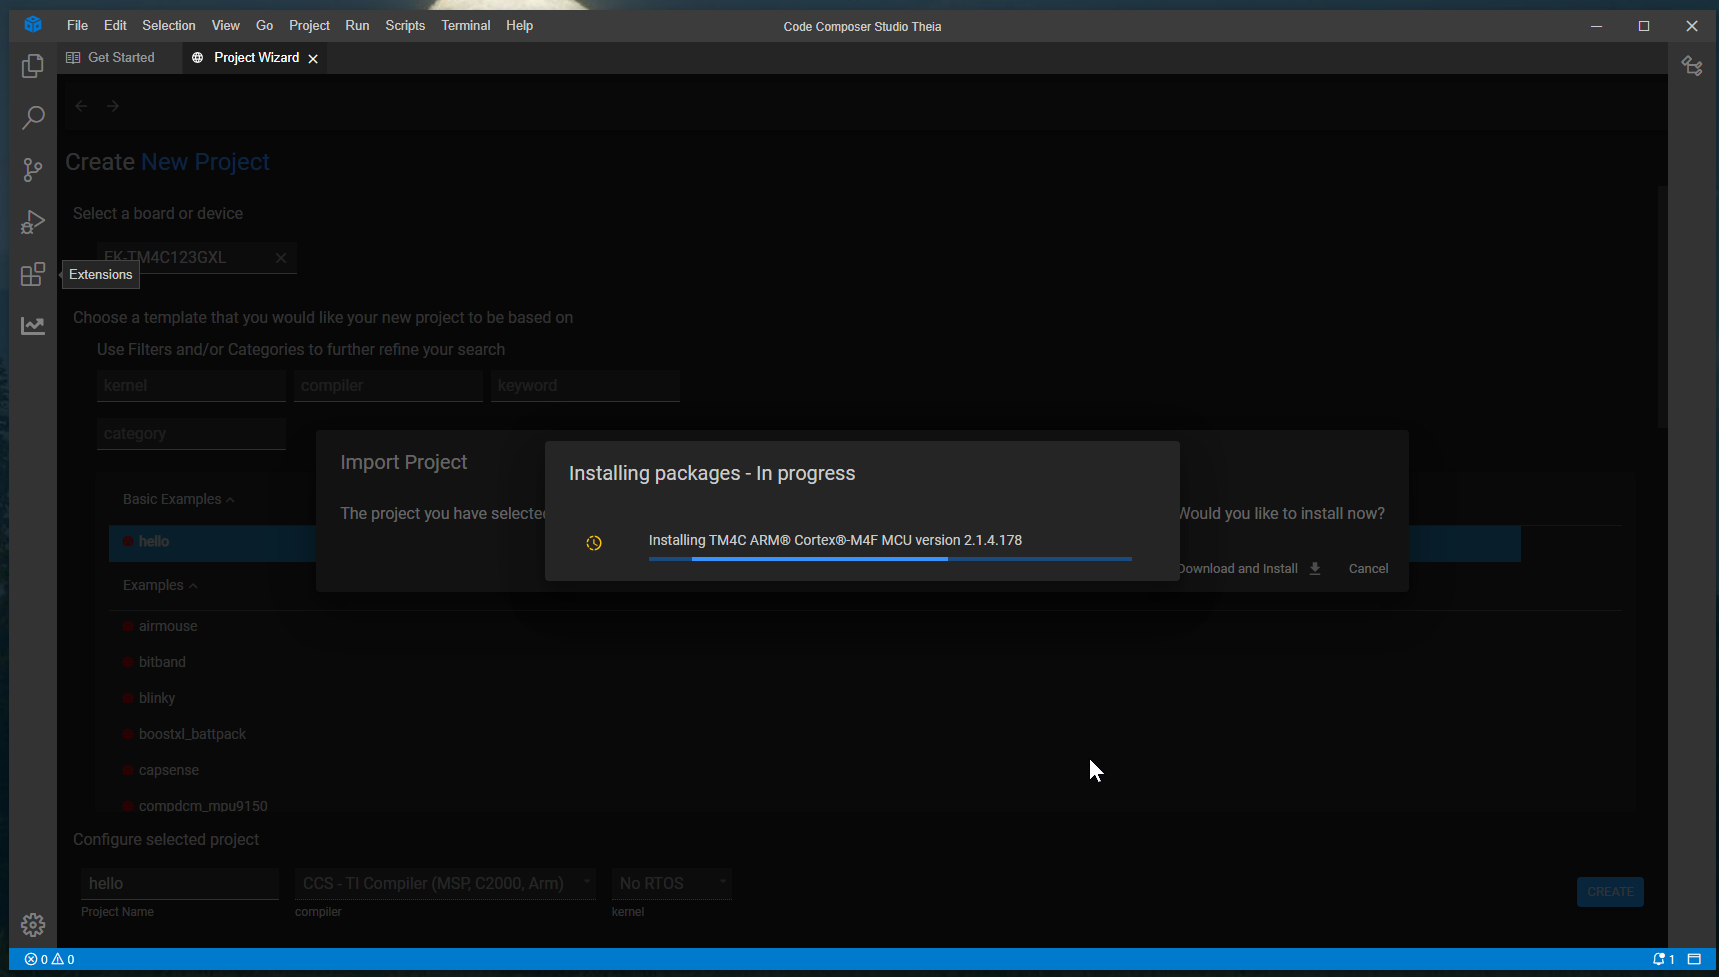 File Edit Selection View Go Project Run Scripts Terminal Help
Code Composer Studio Theia
Get Started
Project Wizard
Create New Project
Select a board or device
EK-TM4C123GXL
Extensions
Choose a template that you would like your new project to be based on
Use Filters and/or Categories to further refine your search
kernel compiler keyword
category
Import Project
Installing packages - In progress
Basic Examples
The project you have selected
Would you like to install now?
hello
Installing TM4C ARM® Cortex®-M4F MCU version 2.1.4.178
Download and Install Cancel
Examples
airmouse
bitband
blinky
boostxl_battpack
capsense
compdcm_mpu9150
Configure selected project
hello CCS - TI Compiler (MSP, C2000, Arm) No RTOS
CREATE
Project Name compiler kernel
0 0
1